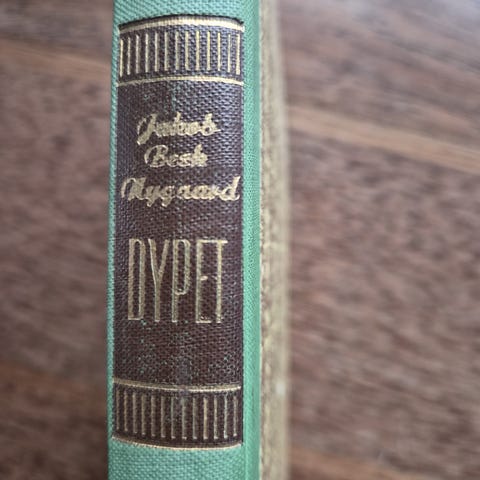 Jakob
Bech
Nygaard
DYPET